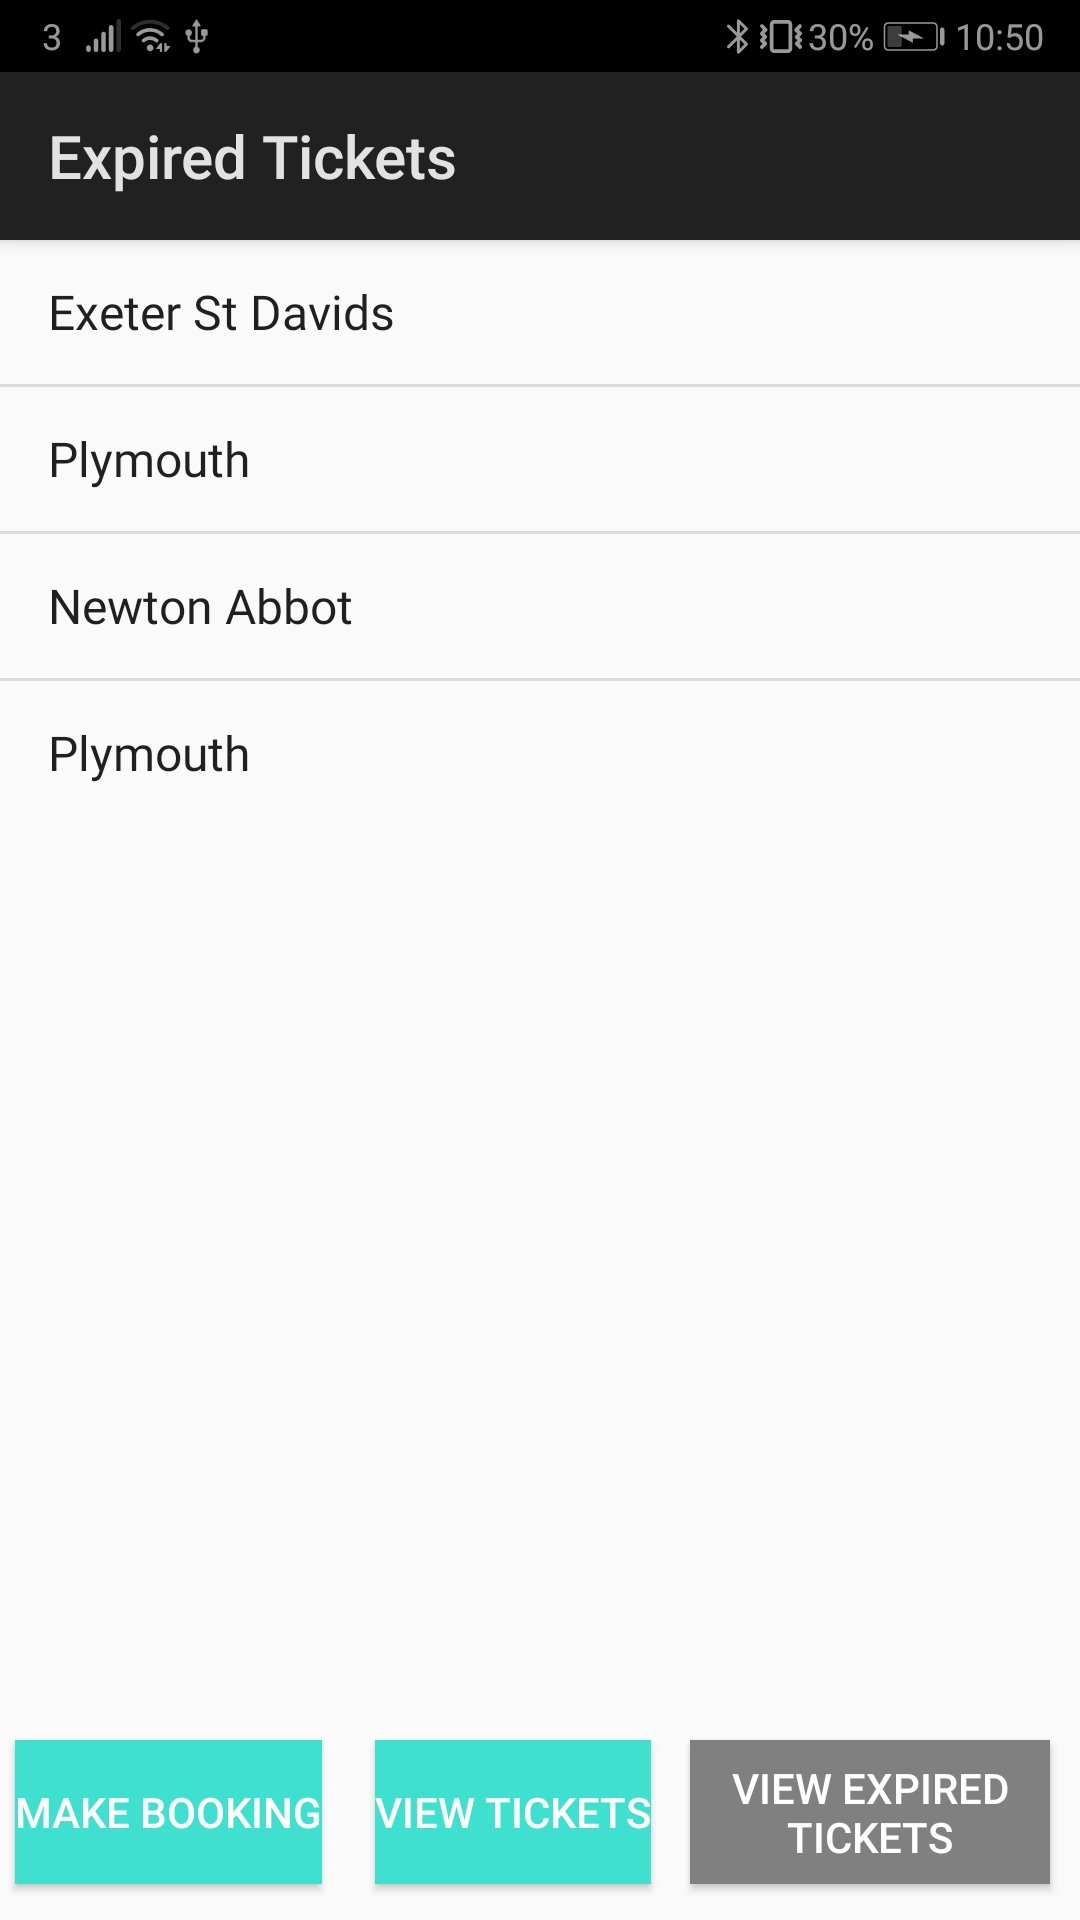 3 30% 10:50
Expired Tickets
Exeter St Davids
Plymouth
Newton Abbot
Plymouth
MAKE BOOKING
VIEW TICKETS
VIEW EXPIRED
TICKETS